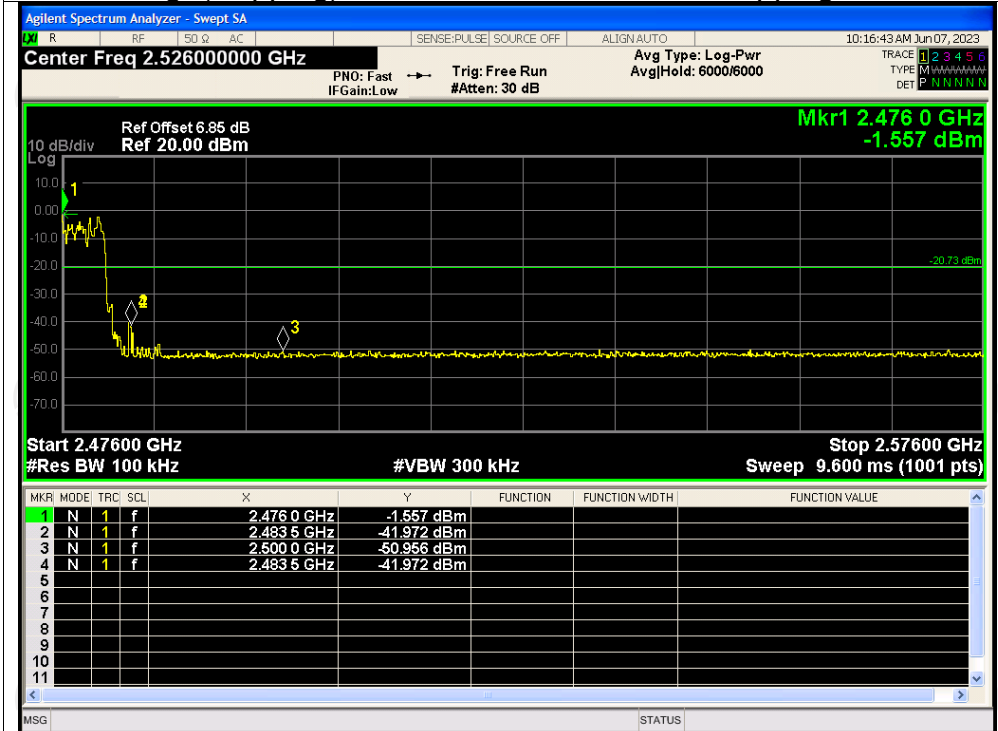 Agilent Spectrum Analyzer - Swept SA
LXI R RF 50 Ω AC SENSE:PULSE SOURCE OFF ALIGN AUTO 10:16:43 AM Jun 07, 2023
Center Freq 2.526000000 GHz
PNO: Fast
IFGain:Low
Trig: Free Run
#Atten: 30 dB
Avg Type: Log-Pwr
Avg|Hold: 6000/6000
TRACE 1 2 3 4 5 6
TYPE M
DET P N N N N N
Ref Offset 6.85 dB
10 dB/div Ref 20.00 dBm
Log
Mkr1 2.476 0 GHz
-1.557 dBm
10.0
0.00
-10.0
-20.0
-30.0
-40.0
-50.0
-60.0
-70.0
1
2
3
-20.73 dBm
Start 2.47600 GHz Stop 2.57600 GHz
#Res BW 100 kHz #VBW 300 kHz Sweep 9.600 ms (1001 pts)
MKR MODE TRC SCL X Y FUNCTION FUNCTION WIDTH FUNCTION VALUE
1 N 1 f 2.476 0 GHz -1.557 dBm
2 N 1 f 2.483 5 GHz -41.972 dBm
3 N 1 f 2.500 0 GHz -50.956 dBm
4 N 1 f 2.483 5 GHz -41.972 dBm
5
6
7
8
9
10
11
MSG STATUS